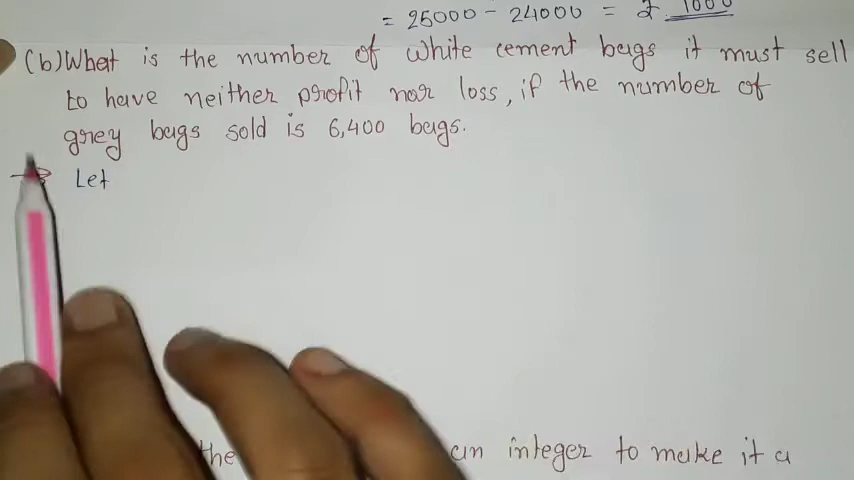 = 25000 - 24000 = ₹ 1000
(b) What is the number of white cement bags it must sell
to have neither profit nor loss, if the number of
grey bags sold is 6,400 bags.
→ Let
the an integer to make it a